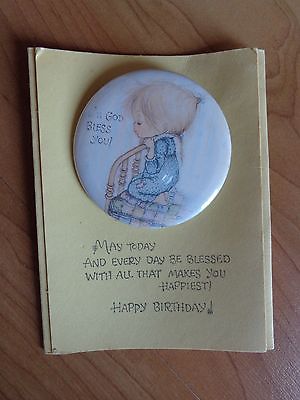 GOD
BLESS
YOU!
MAY TODAY
AND EVERY DAY BE BLESSED
WITH ALL THAT MAKES YOU
HAPPIEST!
HAPPY BIRTHDAY!